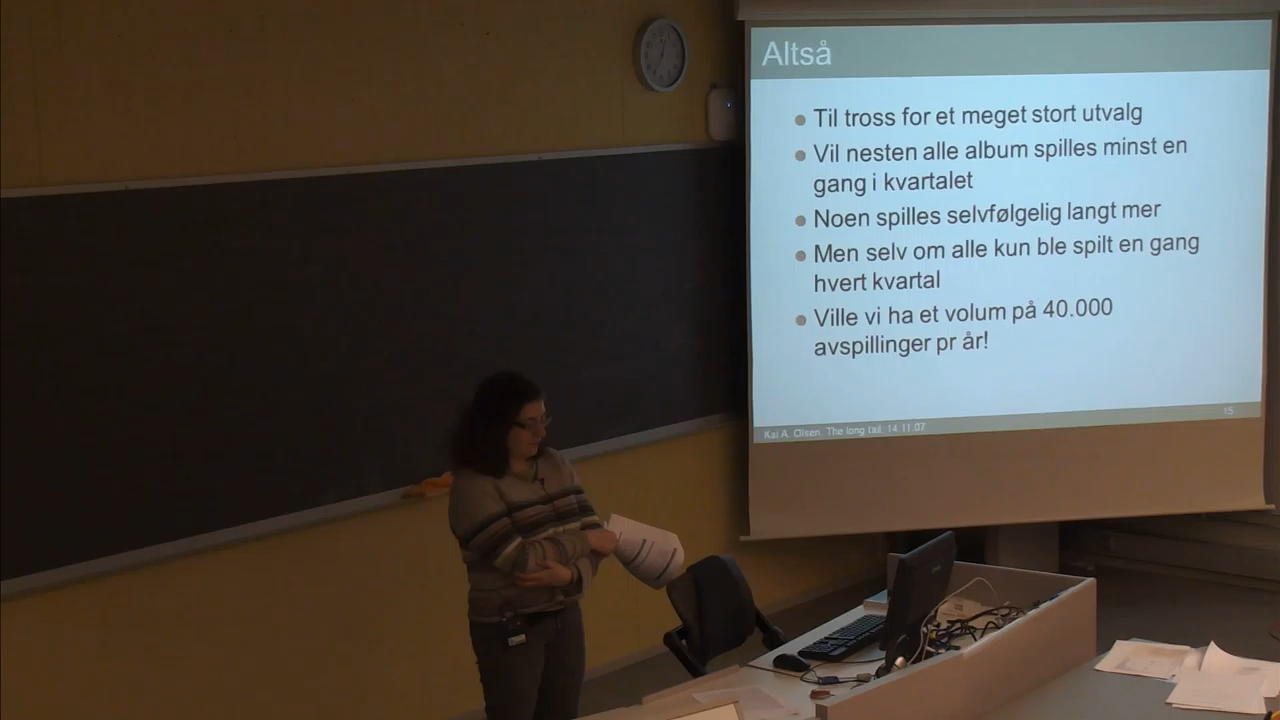 Altså
Til tross for et meget stort utvalg
Vil nesten alle album spilles minst en
gang i kvartalet
Noen spilles selvfølgelig langt mer
Men selv om alle kun ble spilt en gang
hvert kvartal
Ville vi ha et volum på 40.000
avspillinger pr år!
Kai A. Olsen. The long tail. 14.11.07
15